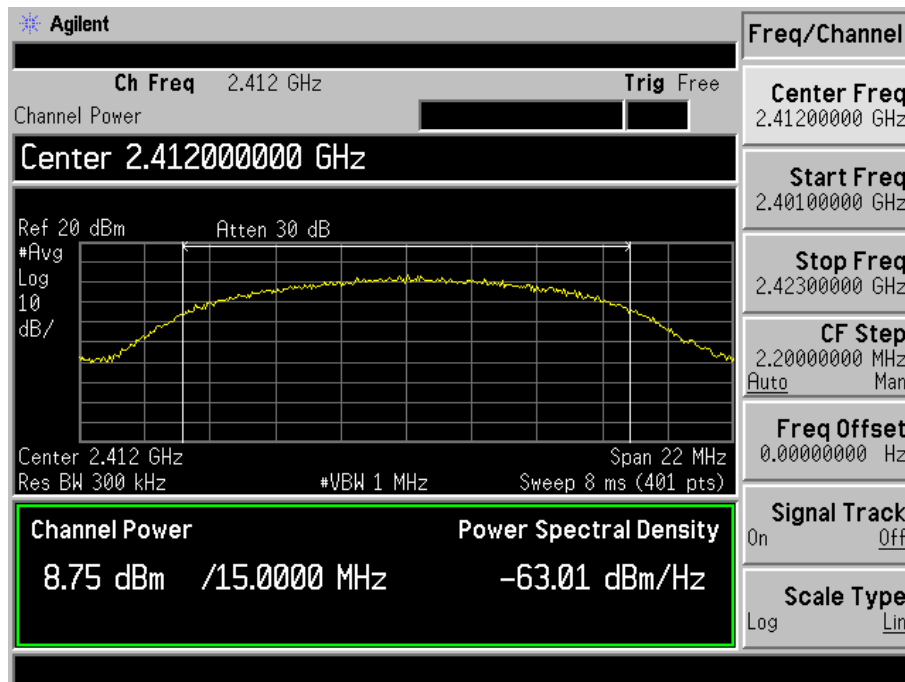 Agilent
Freq/Channel
Ch Freq 2.412 GHz Trig Free
Channel Power
Center 2.412000000 GHz
Ref 20 dBm Atten 30 dB
#Avg
Log
10
dB/
Center 2.412 GHz Span 22 MHz
Res BW 300 kHz #VBW 1 MHz Sweep 8 ms (401 pts)
Channel Power Power Spectral Density
8.75 dBm /15.0000 MHz -63.01 dBm/Hz
Center Freq
2.41200000 GHz
Start Freq
2.40100000 GHz
Stop Freq
2.42300000 GHz
CF Step
2.20000000 MHz
Auto Man
Freq Offset
0.00000000 Hz
Signal Track
On Off
Scale Type
Log Lin